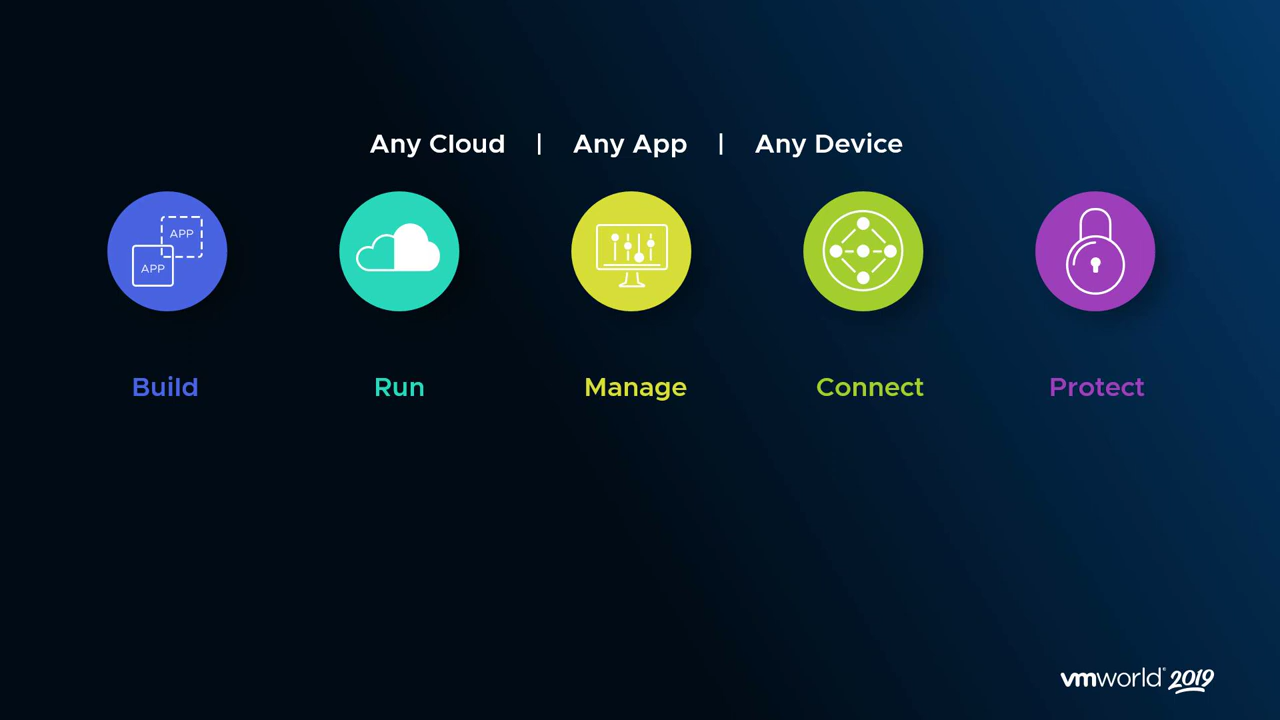 Any Cloud | Any App | Any Device
APP
APP
Build Run Manage Connect Protect
vmworld® 2019